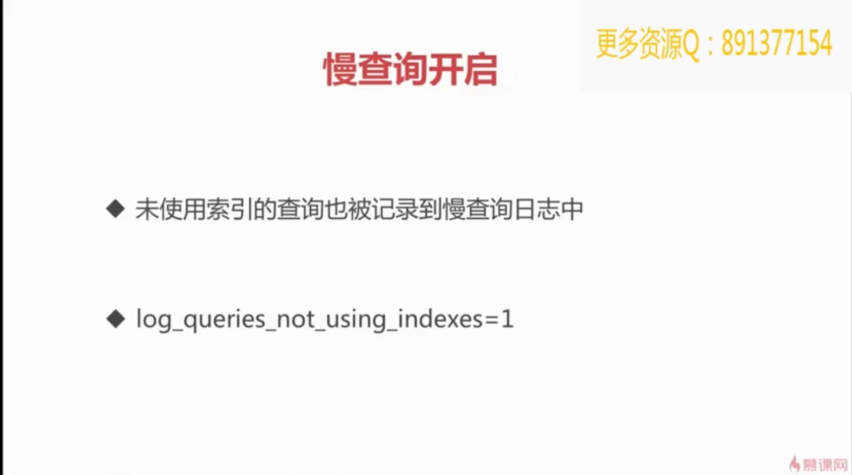 更多资源Q：891377154
慢查询开启
◆ 未使用索引的查询也被记录到慢查询日志中
◆ log_queries_not_using_indexes=1
慕课网